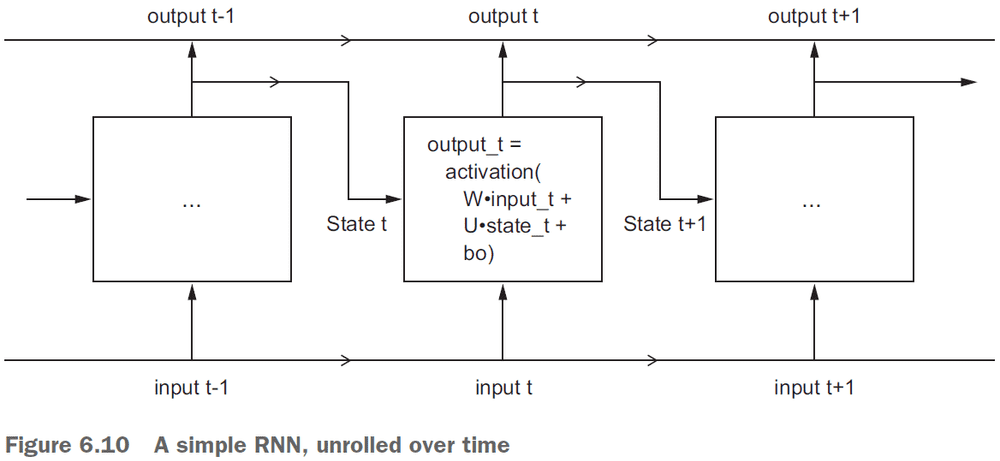 output t-1
output t
output t+1
...
output_t =
activation(
W•input_t +
U•state_t +
bo)
...
State t
State t+1
input t-1
input t
input t+1
Figure 6.10 A simple RNN, unrolled over time